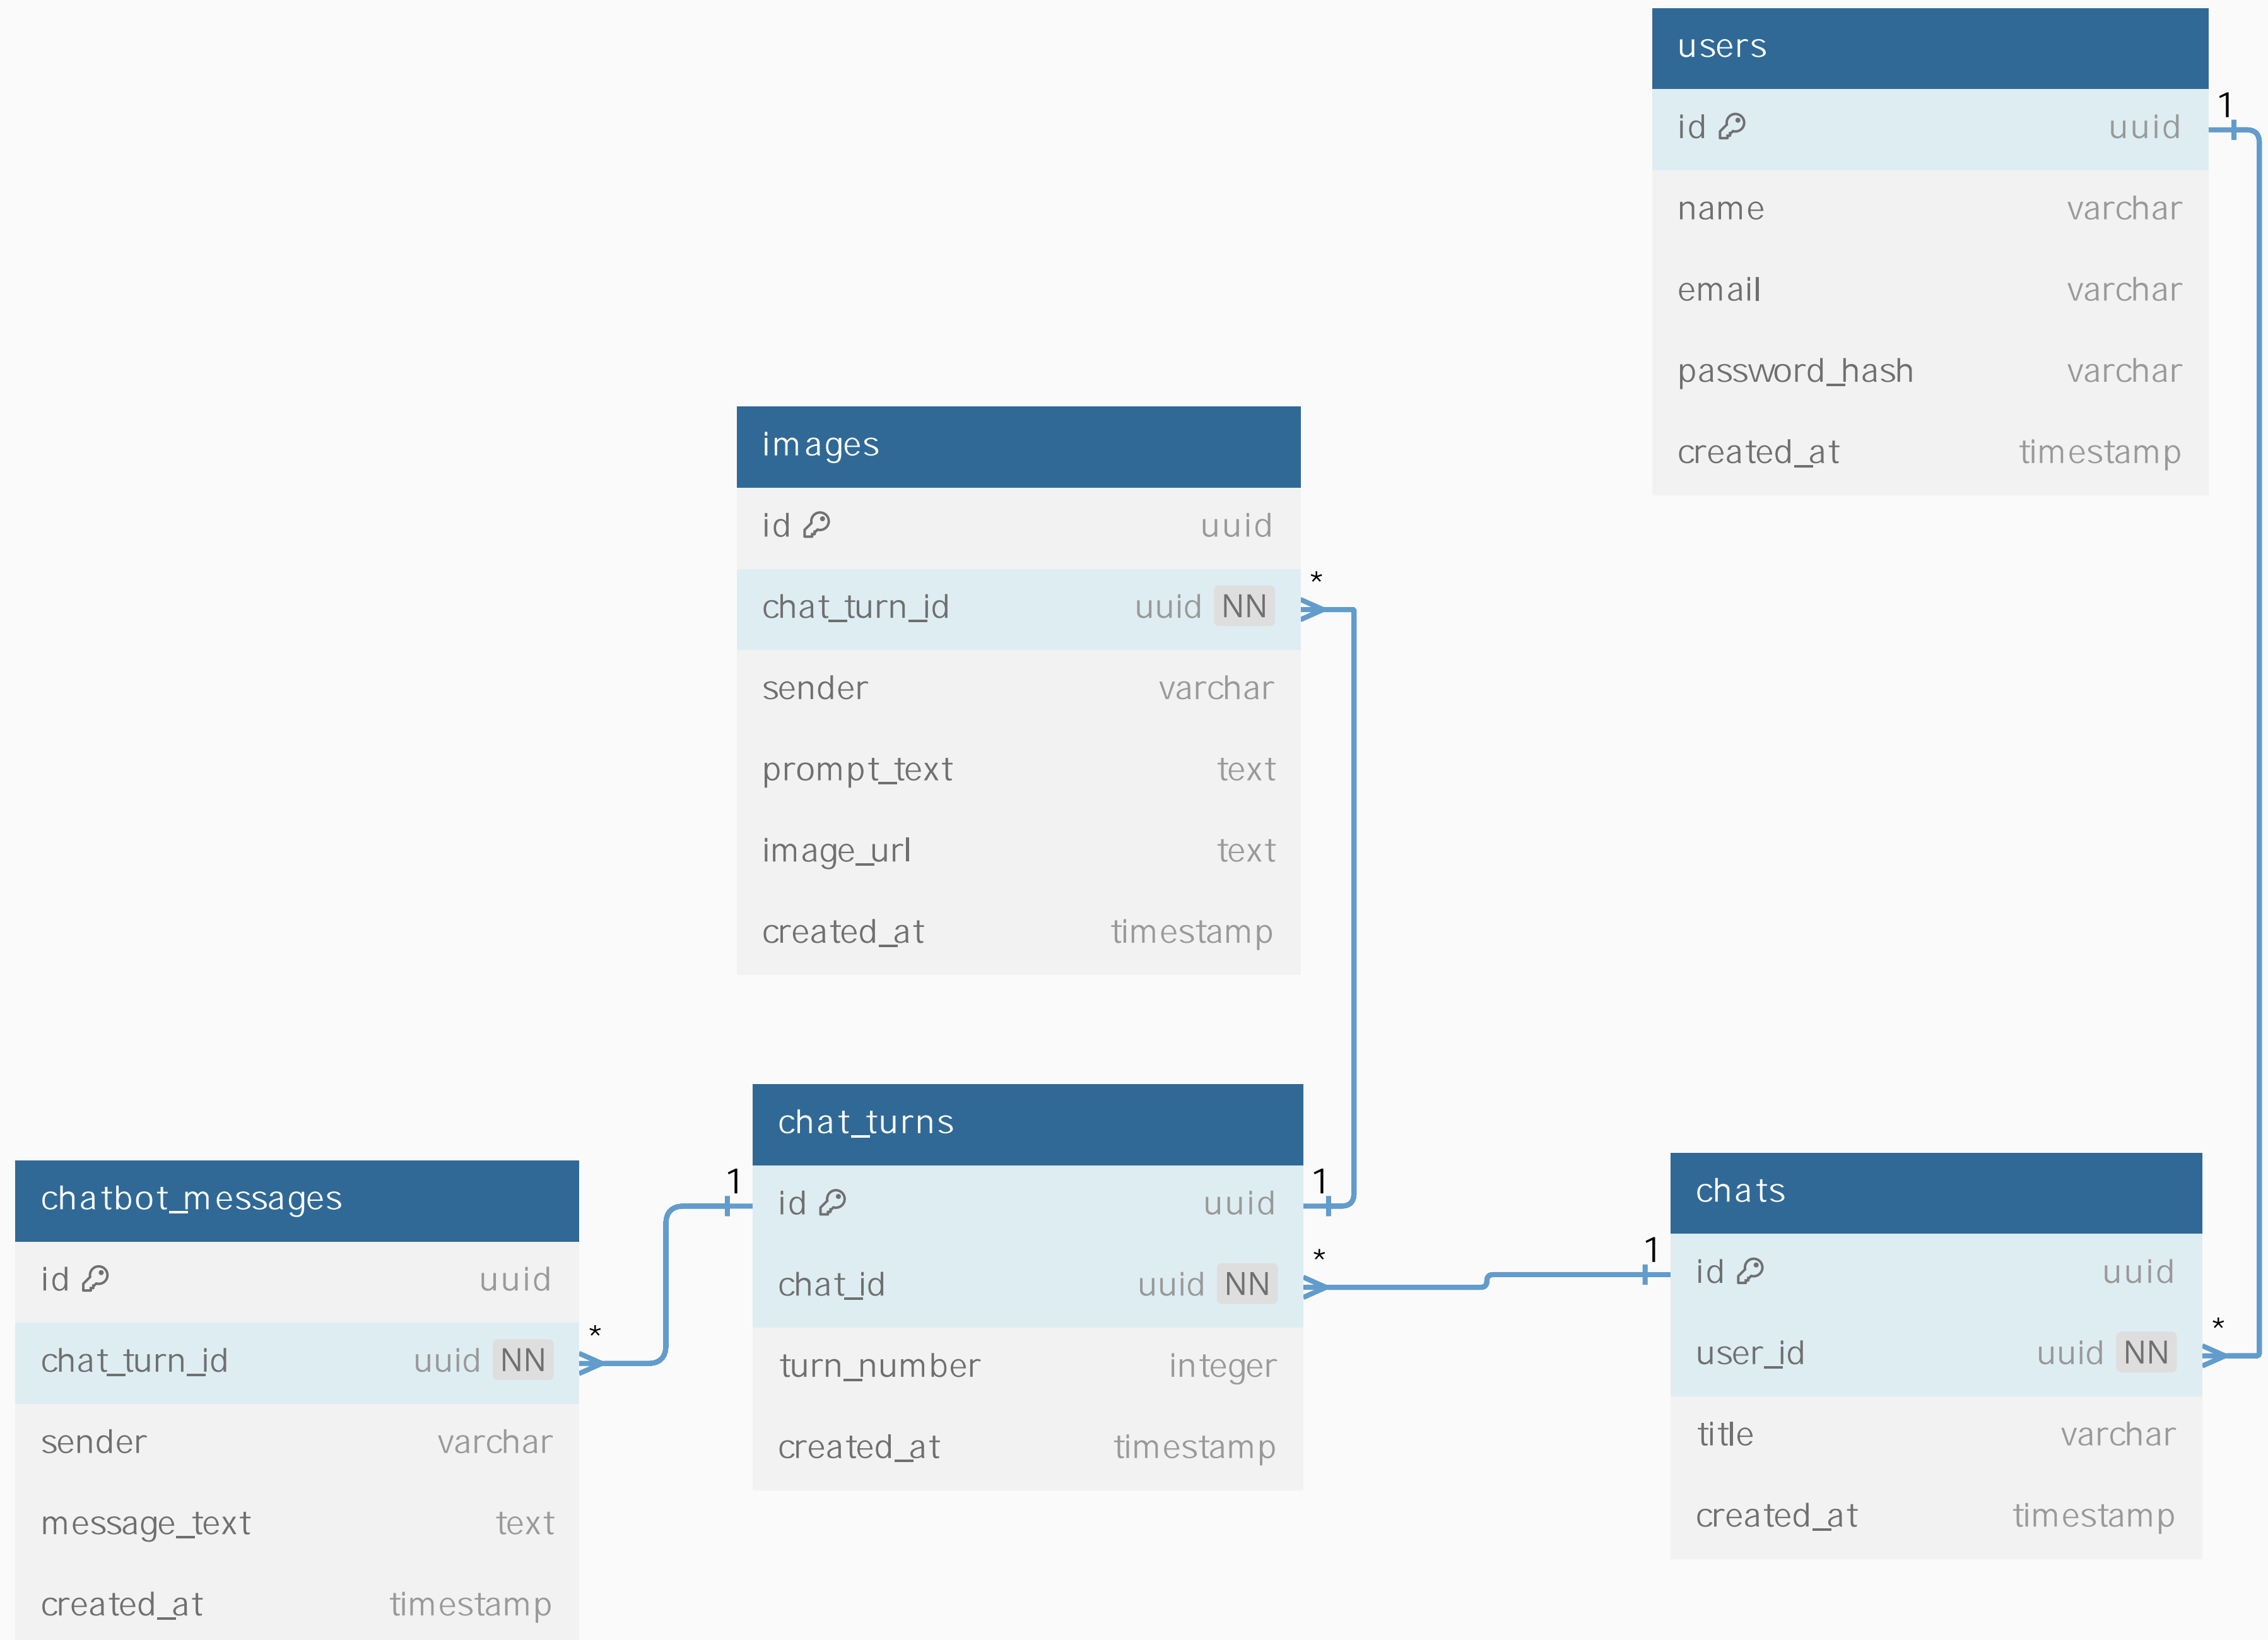 users
1
id uuid
name varchar
email varchar
password_hash varchar
created_at timestamp
images
id uuid
*
chat_turn_id uuid NN
sender varchar
prompt_text text
image_url text
created_at timestamp
chat_turns
1
1
id uuid
*
chat_id uuid NN
turn_number integer
created_at timestamp
chatbot_messages
id uuid
*
chat_turn_id uuid NN
sender varchar
message_text text
created_at timestamp
chats
1
id uuid
*
user_id uuid NN
title varchar
created_at timestamp